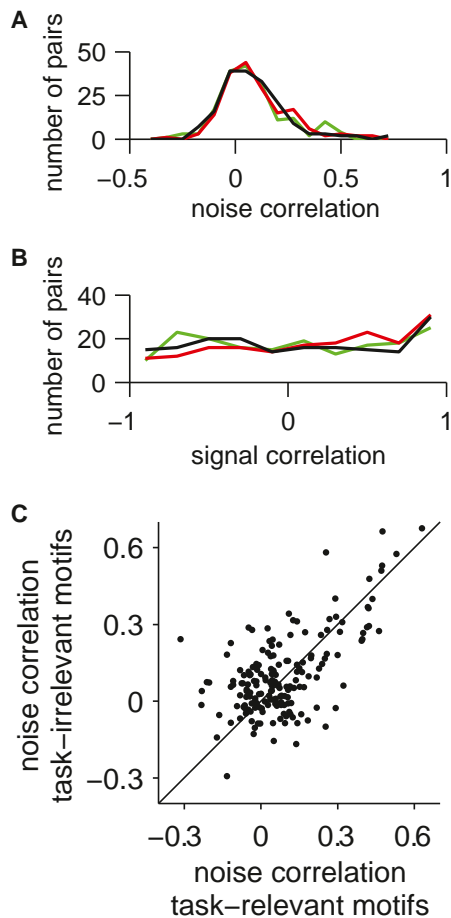 A
number of pairs
50
25
0
−0.5
0
0.5
1
noise correlation
B
number of pairs
40
20
0
−1
0
1
signal correlation
C
noise correlation
task−irrelevant motifs
0.6
0.3
0
−0.3
−0.3
0
0.3
0.6
noise correlation
task−relevant motifs